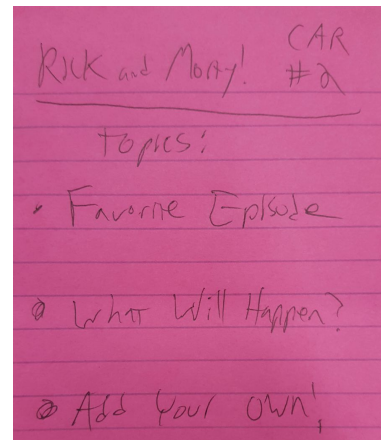 Rick and Morty! CAR #2
Topics:
• Favorite Episode
• What Will Happen?
• Add Your Own!